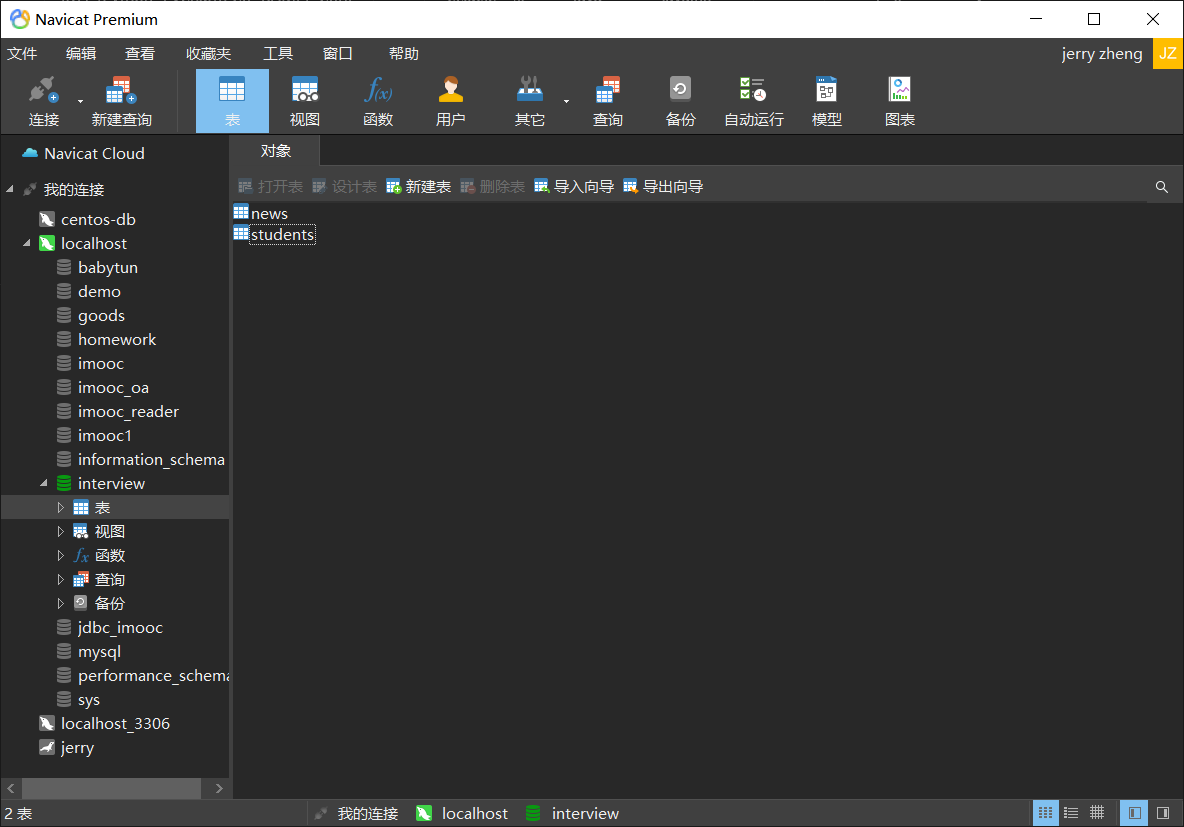 Navicat Premium
文件 编辑 查看 收藏夹 工具 窗口 帮助 jerry zheng JZ
连接 新建查询 表 视图 函数 用户 其它 查询 备份 自动运行 模型 图表
Navicat Cloud
对象
打开表 设计表 新建表 删除表 导入向导 导出向导
我的连接
centos-db
localhost
babytun
demo
goods
homework
imooc
imooc_oa
imooc_reader
imooc1
information_schema
interview
表
视图
fx 函数
查询
备份
jdbc_imooc
mysql
performance_schema
sys
localhost_3306
jerry
news
students
2 表 我的连接 localhost interview